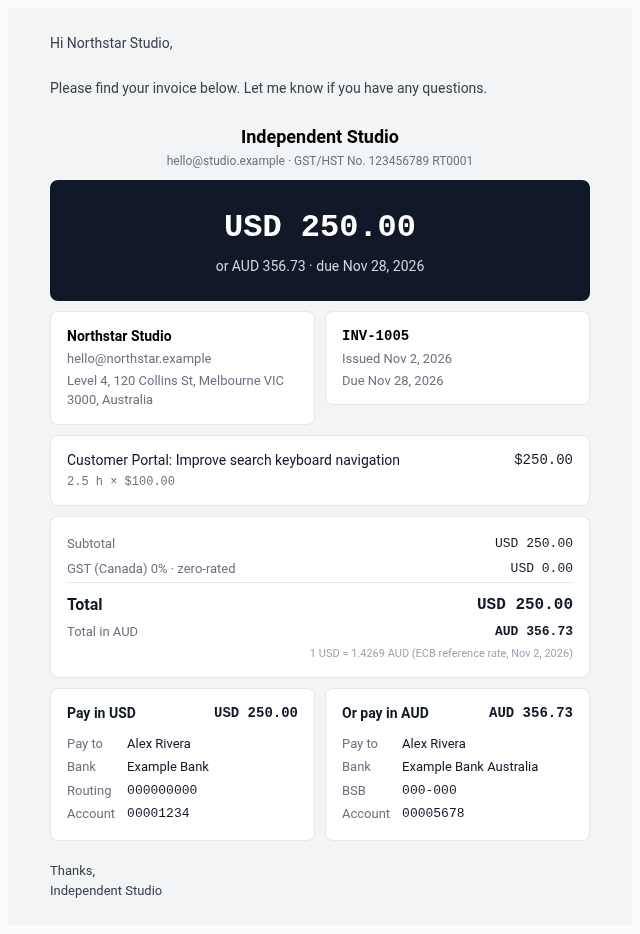 Hi Northstar Studio,
Please find your invoice below. Let me know if you have any questions.
Independent Studio
hello@studio.example · GST/HST No. 123456789 RT0001
USD 250.00
or AUD 356.73 · due Nov 28, 2026
Northstar Studio
hello@northstar.example
Level 4, 120 Collins St, Melbourne VIC
3000, Australia
INV-1005
Issued Nov 2, 2026
Due Nov 28, 2026
Customer Portal: Improve search keyboard navigation $250.00
2.5 h × $100.00
Subtotal USD 250.00
GST (Canada) 0% · zero-rated USD 0.00
Total USD 250.00
Total in AUD AUD 356.73
1 USD = 1.4269 AUD (ECB reference rate, Nov 2, 2026)
Pay in USD USD 250.00
Pay to Alex Rivera
Bank Example Bank
Routing 000000000
Account 00001234
Or pay in AUD AUD 356.73
Pay to Alex Rivera
Bank Example Bank Australia
BSB 000-000
Account 00005678
Thanks,
Independent Studio